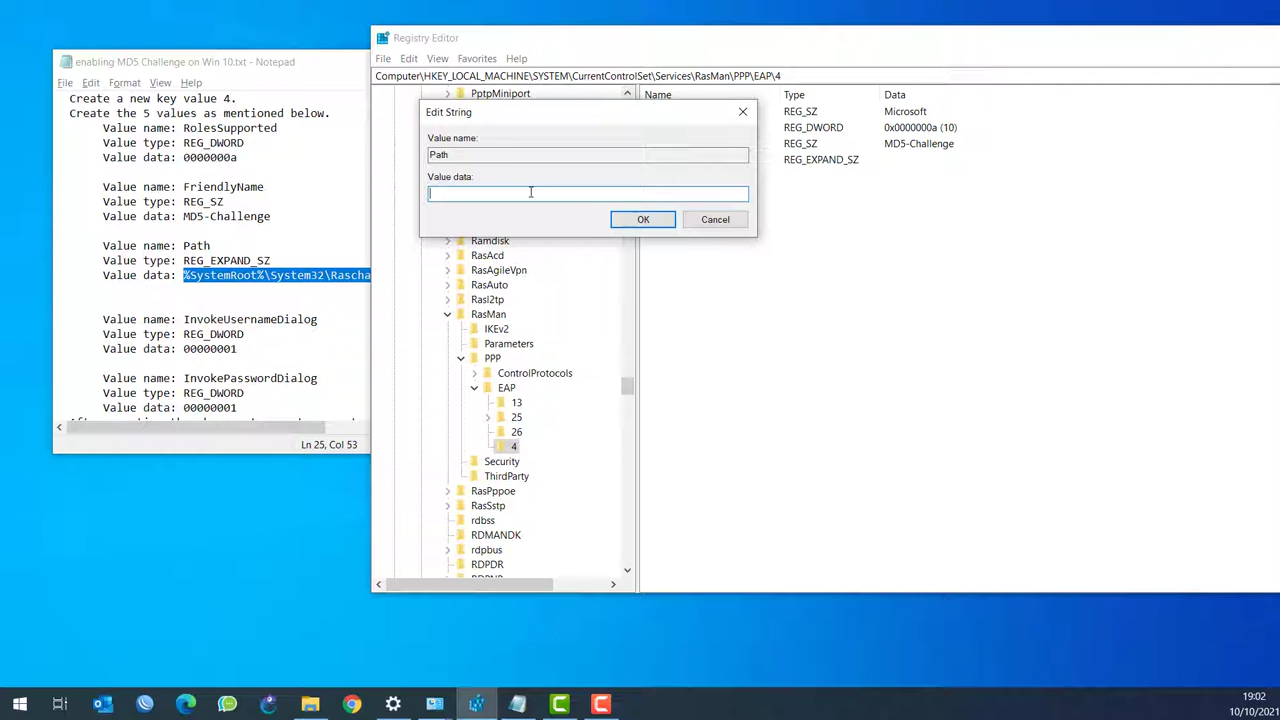 enabling MD5 Challenge on Win 10.txt - Notepad
File Edit Format View Help
Create a new key value 4.
Create the 5 values as mentioned below.
Value name: RolesSupported
Value type: REG_DWORD
Value data: 0000000a
Value name: FriendlyName
Value type: REG_SZ
Value data: MD5-Challenge
Value name: Path
Value type: REG_EXPAND_SZ
Value data: %SystemRoot%\System32\Rascha
Value name: InvokeUsernameDialog
Value type: REG_DWORD
Value data: 00000001
Value name: InvokePasswordDialog
Value type: REG_DWORD
Value data: 00000001
Ln 25, Col 53
Registry Editor
File Edit View Favorites Help
Computer\HKEY_LOCAL_MACHINE\SYSTEM\CurrentControlSet\Services\RasMan\PPP\EAP\4
PptpMiniport
Edit String
Value name:
Path
Value data:
OK Cancel
Ramdisk
RasAcd
RasAgileVpn
RasAuto
Rasl2tp
RasMan
IKEv2
Parameters
PPP
ControlProtocols
EAP
13
25
26
4
Security
ThirdParty
RasPppoe
RasSstp
rdbss
RDMANDK
rdpbus
RDPDR
Name Type Data
REG_SZ Microsoft
REG_DWORD 0x0000000a (10)
REG_SZ MD5-Challenge
REG_EXPAND_SZ
19:02
10/10/2021